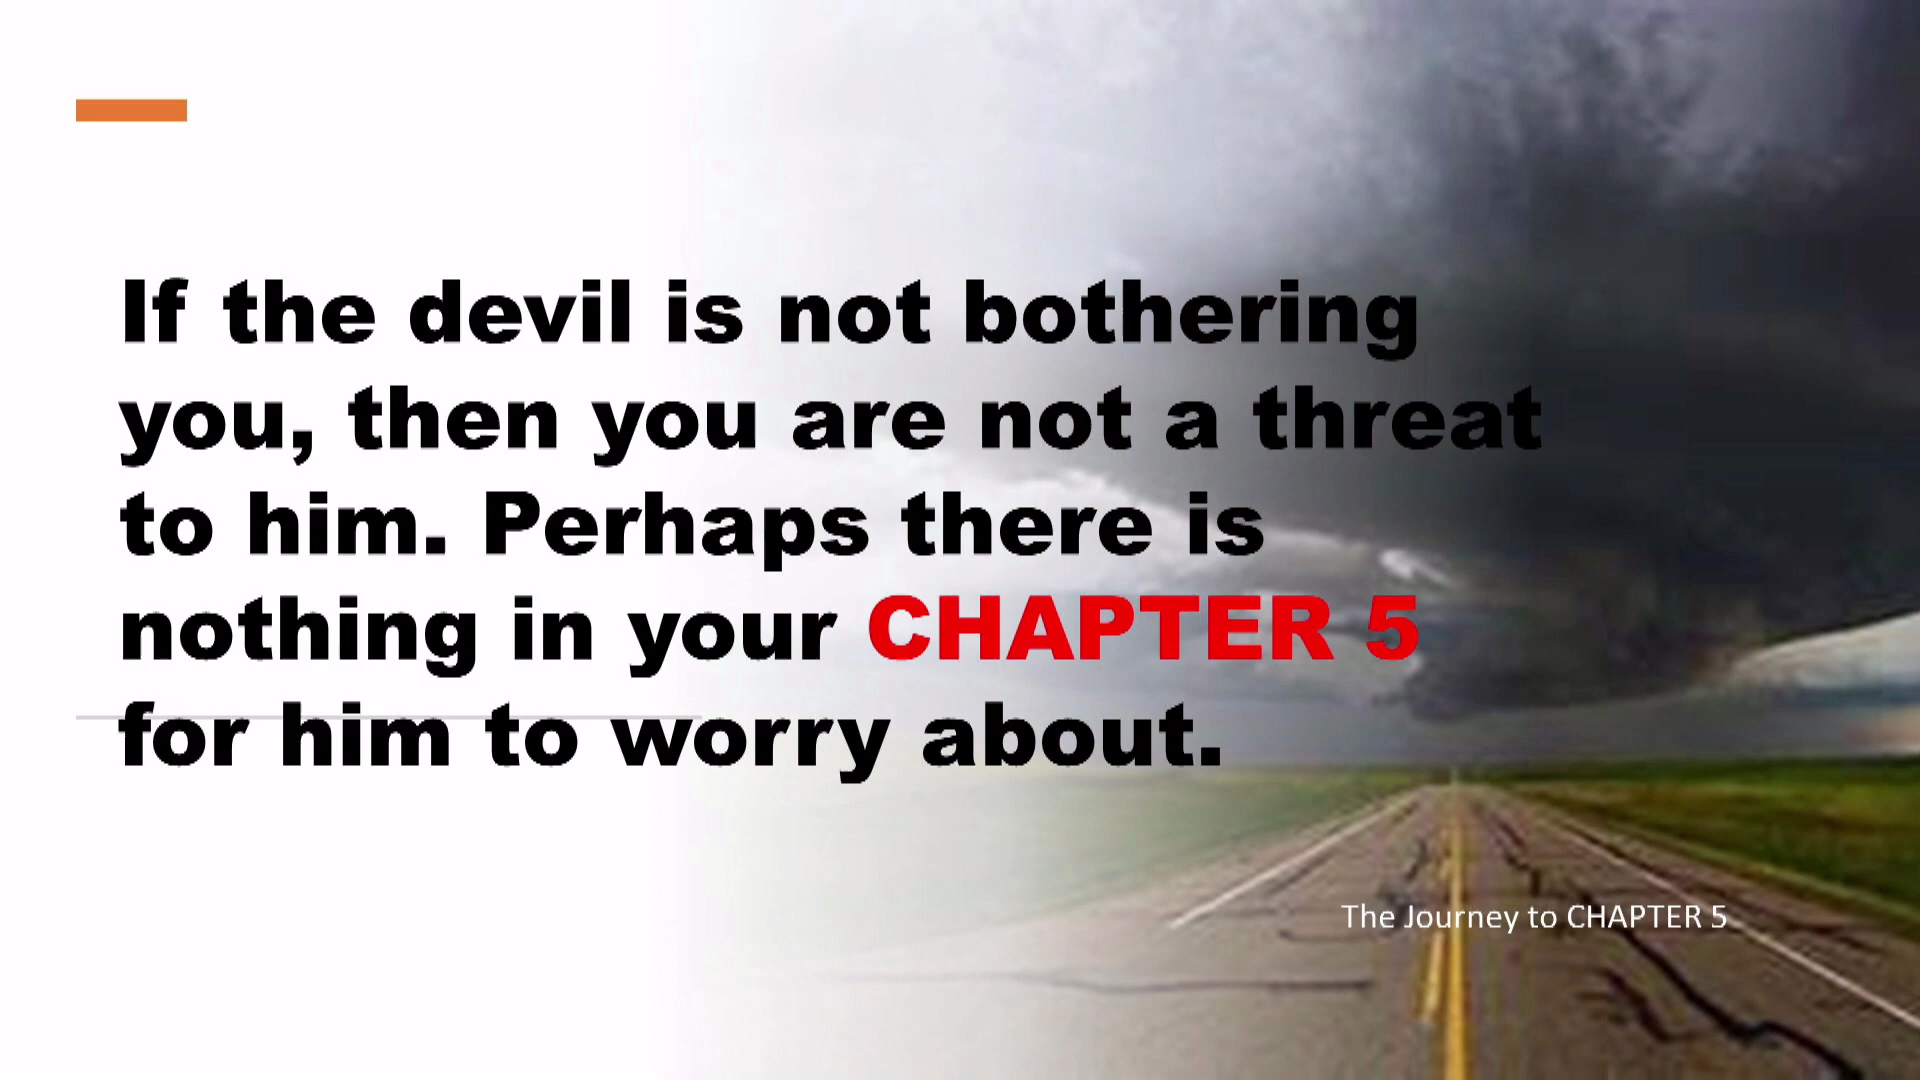 If the devil is not bothering
you, then you are not a threat
to him. Perhaps there is
nothing in your CHAPTER 5
for him to worry about.
The Journey to CHAPTER 5